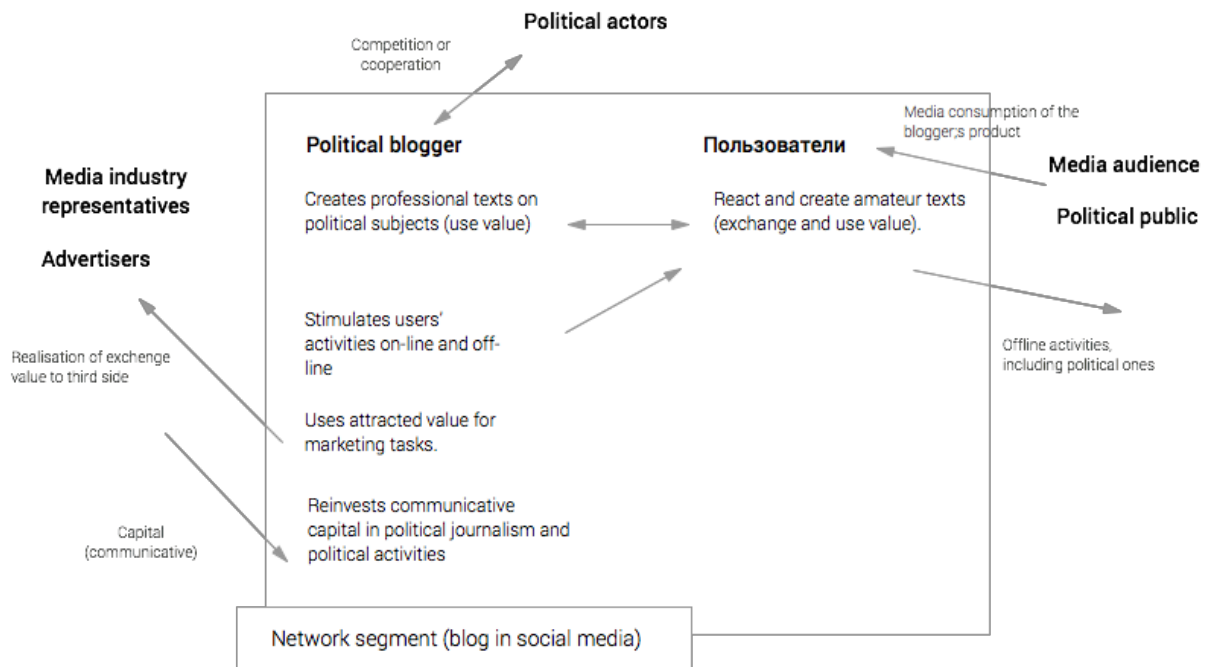 Political actors
Competition or
cooperation
Political blogger
Creates professional texts on
political subjects (use value)
Stimulates users’
activities on-line and off-
line
Uses attracted value for
marketing tasks.
Reinvests communicative
capital in political journalism and
political activities
Пользователи
React and create amateur texts
(exchange and use value).
Media consumption of the
blogger;s product
Media audience
Political public
Offline activities,
including political ones
Media industry
representatives
Advertisers
Realisation of exchenge
value to third side
Capital
(communicative)
Network segment (blog in social media)